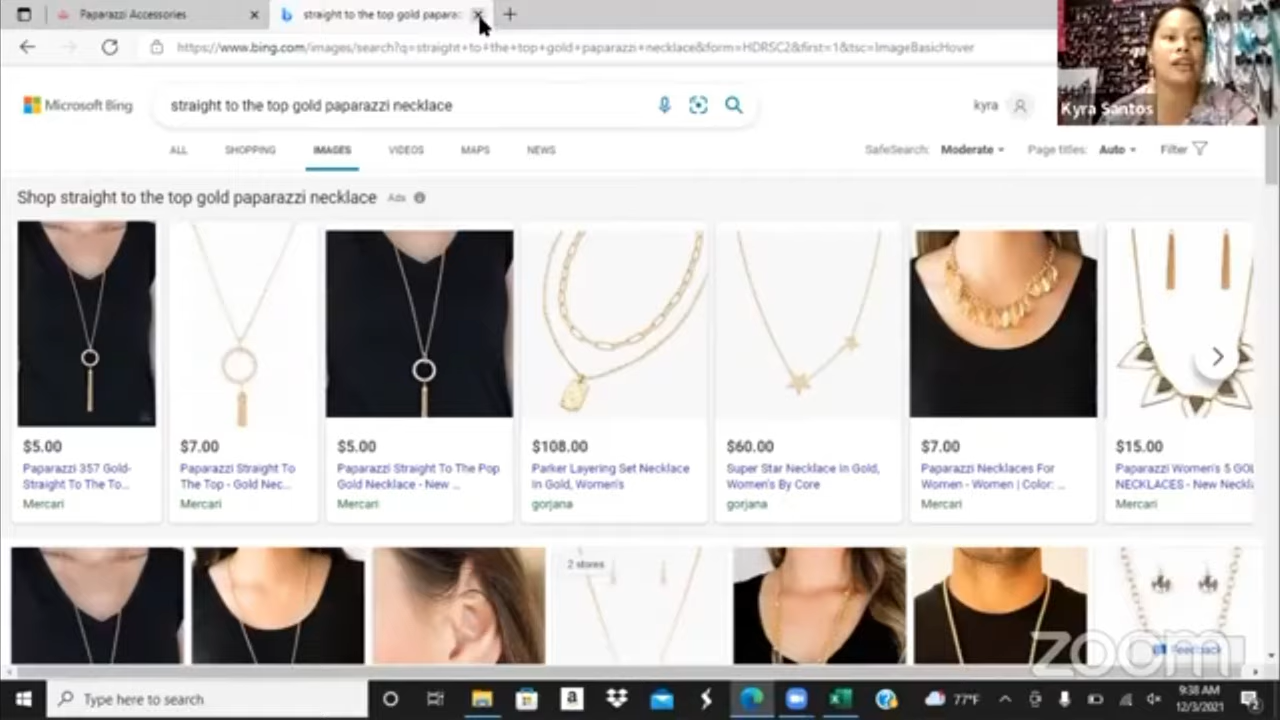 Paparazzi Accessories
straight to the top gold paparaz
https://www.bing.com/images/search?q=straight+to+the+top+gold+paparazzi+necklace&form=HDRSC2&first=1&tsc=ImageBasicHover
Kyra Santos
Microsoft Bing
straight to the top gold paparazzi necklace
kyra
ALL SHOPPING IMAGES VIDEOS MAPS NEWS
SafeSearch: Moderate Page titles: Auto Filter
Shop straight to the top gold paparazzi necklace Ads
$5.00 $7.00 $5.00 $108.00 $60.00 $7.00 $15.00
Paparazzi 357 Gold- Paparazzi Straight To Paparazzi Straight To The Pop Parker Layering Set Necklace Super Star Necklace In Gold, Paparazzi Necklaces For Paparazzi Women's 5 GOL
Straight To The To... The Top - Gold Nec... Gold Necklace - New ... In Gold, Women's Women's By Core Women - Women | Color: ... NECKLACES - New Neckl
Mercari Mercari Mercari gorjana gorjana Mercari Mercari
2 stores
zoom
Feedback
Type here to search
77°F
9:38 AM
12/3/2021
2